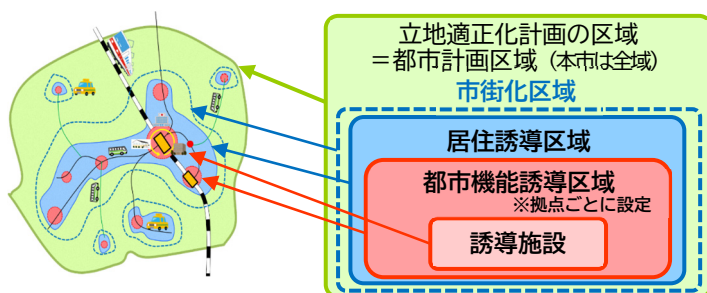 立地適正化計画の区域
＝都市計画区域（本市は全域）
市街化区域
居住誘導区域
都市機能誘導区域
※拠点ごとに設定
誘導施設